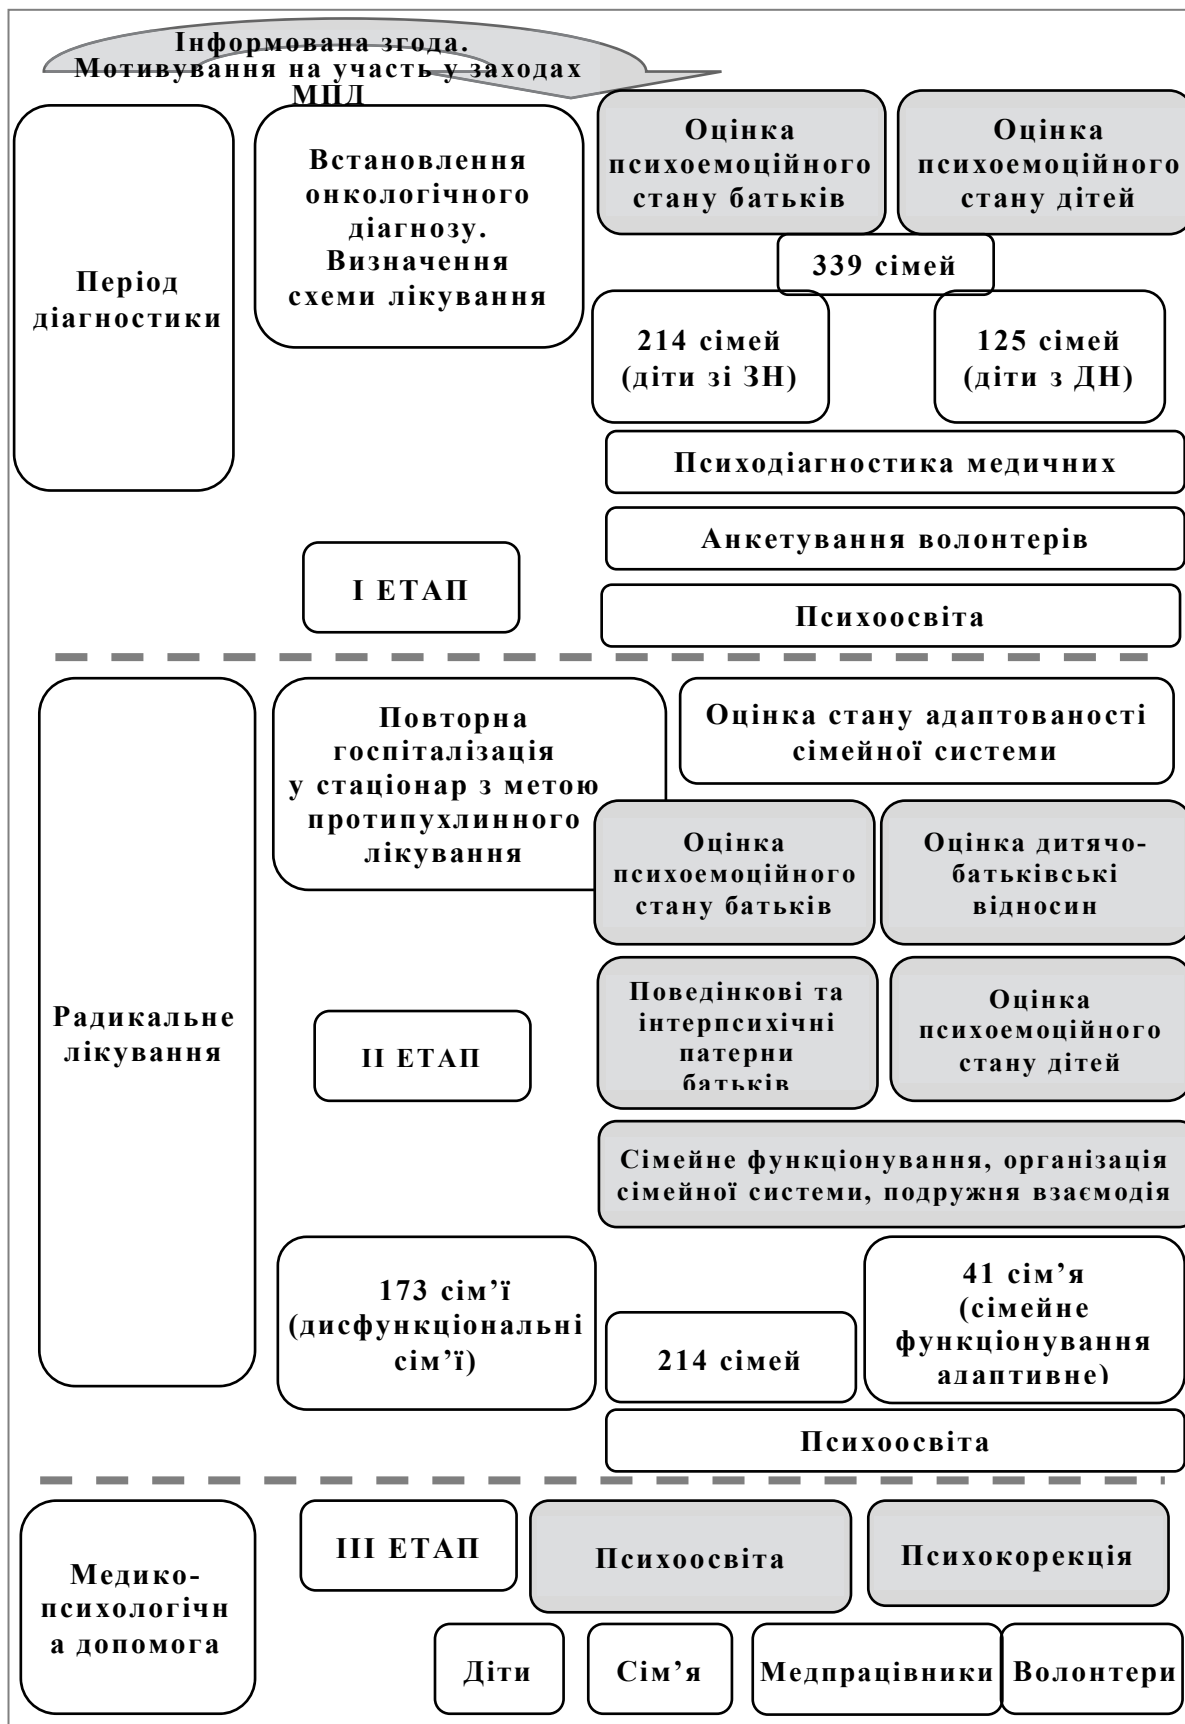 Інформована згода.
Мотивування на участь у заходах
МПД
Період
діагностики
Встановлення
онкологічного
діагнозу.
Визначення
схеми лікування
Оцінка
психоемоційного
стану батьків
Оцінка
психоемоційного
стану дітей
339 сімей
214 сімей
(діти зі ЗН)
125 сімей
(діти з ДН)
Психодіагностика медичних
Анкетування волонтерів
І ЕТАП
Психоосвіта
Радикальне
лікування
Повторна
госпіталізація
у стаціонар з метою
протипухлинного
лікування
Оцінка стану адаптованості
сімейної системи
Оцінка
психоемоційного
стану батьків
Оцінка дитячо-
батьківські
відносин
ІІ ЕТАП
Поведінкові та
інтерпсихічні
патерни
батьків
Оцінка
психоемоційного
стану дітей
Сімейне функціонування, організація
сімейної системи, подружня взаємодія
173 сім’ї
(дисфункціональні
сім’ї)
214 сімей
41 сім’я
(сімейне
функціонування
адаптивне)
Психоосвіта
Медико-
психологічн
а допомога
ІІІ ЕТАП
Психоосвіта
Психокорекція
Діти
Сім’я
Медпрацівники
Волонтери